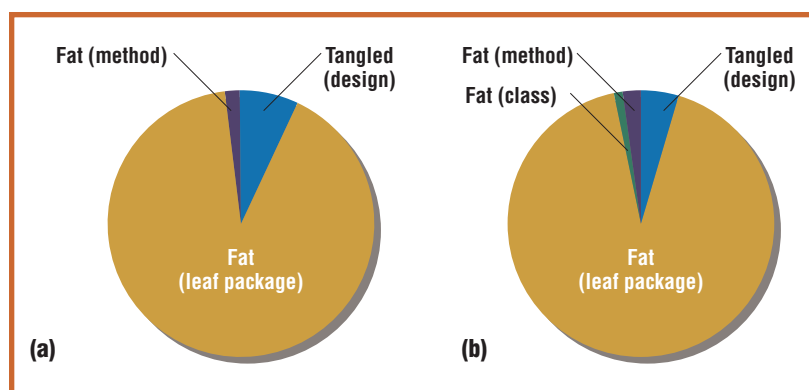 Fat (method)
Tangled
(design)
Fat
(leaf package)
(a)
Fat (method)
Fat (class)
Tangled
(design)
Fat
(leaf package)
(b)